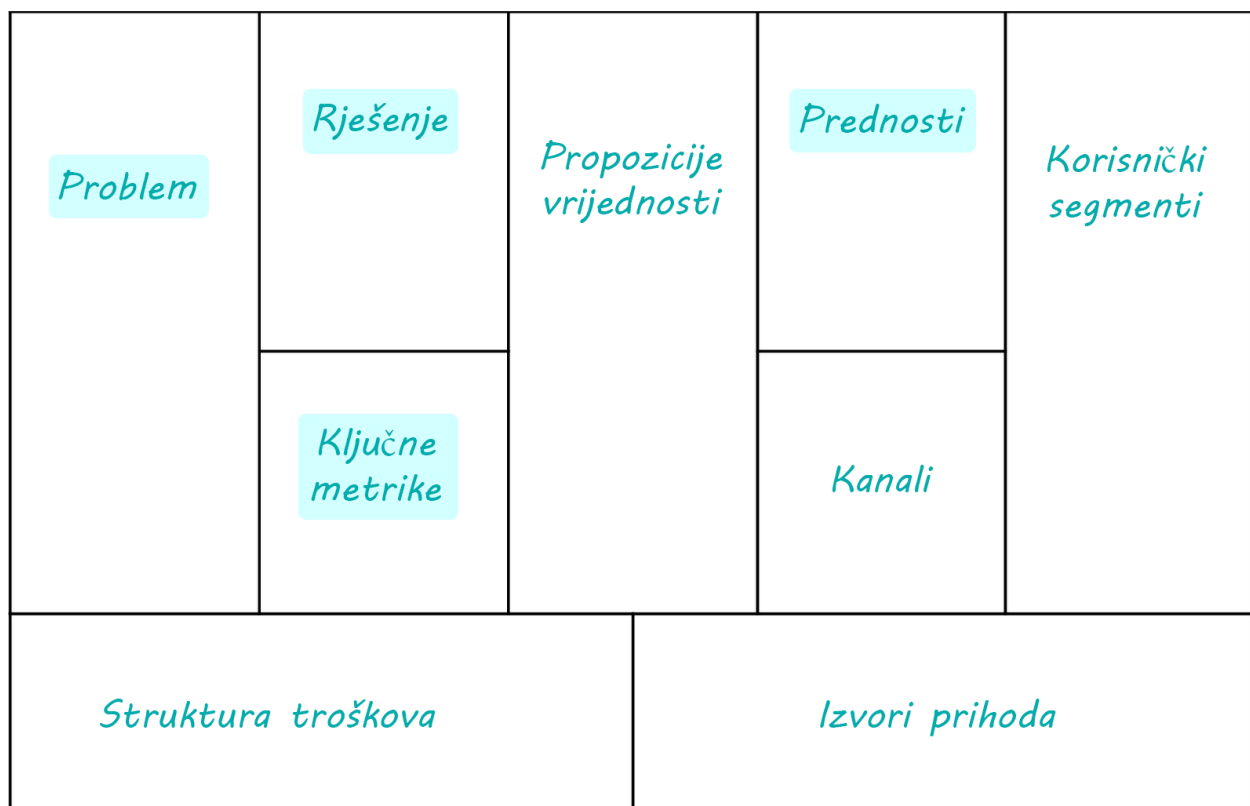 Problem
Rješenje
Ključne
metrike
Propozicije
vrijednosti
Prednosti
Kanali
Korisnički
segmenti
Struktura troškova
Izvori prihoda